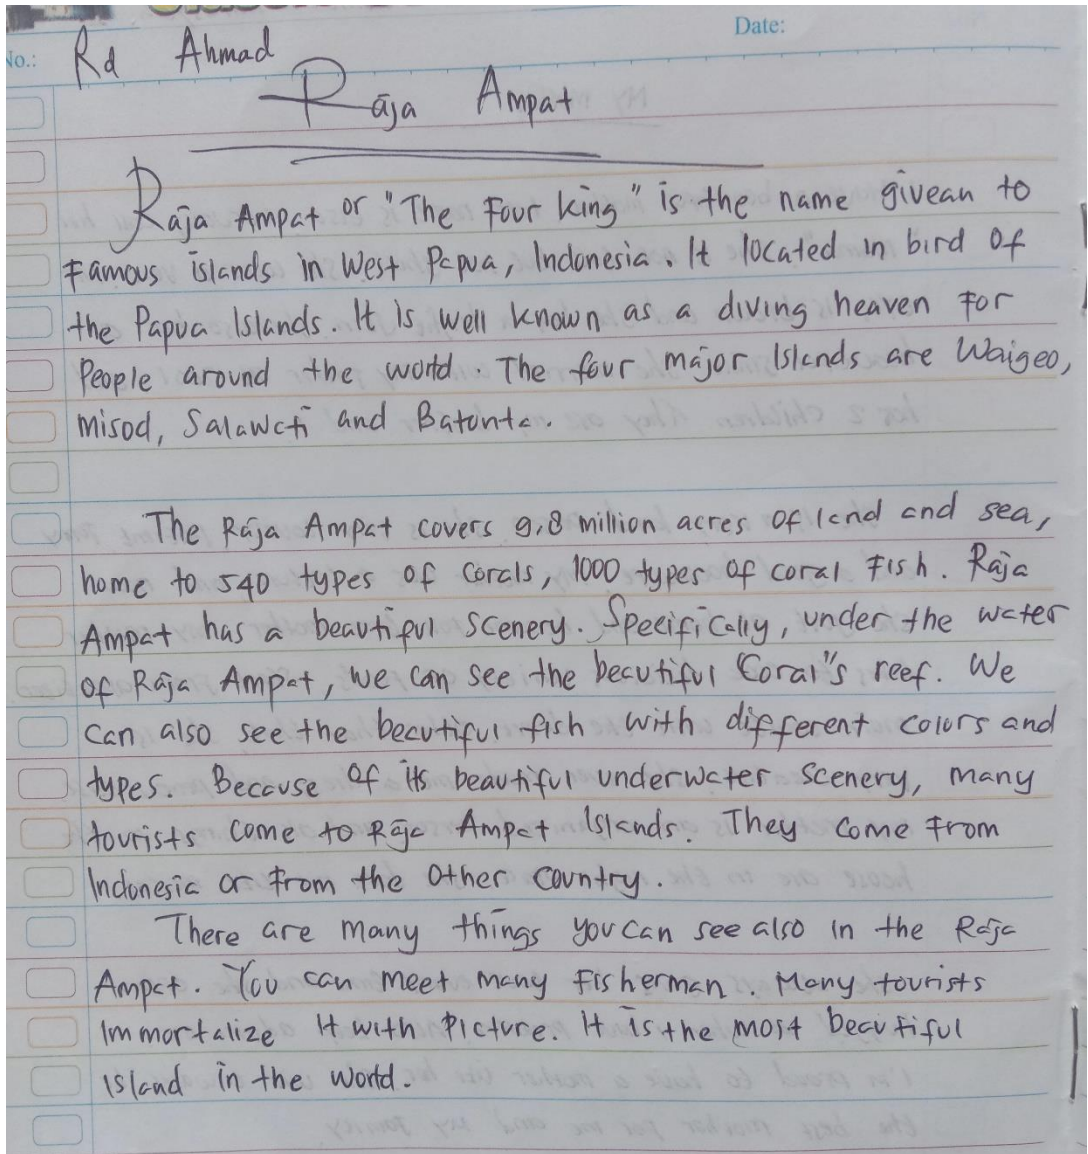 Date:
No.:
Rd Ahmad
Raja Ampat
Raja Ampat or "The Four king" is the name givean to
Famous islands in West Papua, Indonesia. It located in bird of
the Papua Islands. It Is well known as a diving heaven For
People around the world. The four major Islands are Waigeo,
misod, Salawati and Batanta.
The Raja Ampat covers 9,8 million acres of land and sea,
home to 540 types of corals, 1000 types of coral Fish. Raja
Ampat has a beautiful scenery. Specifically, under the water
of Raja Ampat, we can see the beautiful Coral"s reef. We
can also see the beautiful fish with different colors and
types. Because of its beautiful underwater scenery, many
tourists come to Raja Ampat Islands. They come From
Indonesia or From the Other Country.
There are many things you can see also in the Raja
Ampat. You can meet many Fisherman. Many tourists
Immortalize It with Picture. It is the most beautiful
Island in the world.